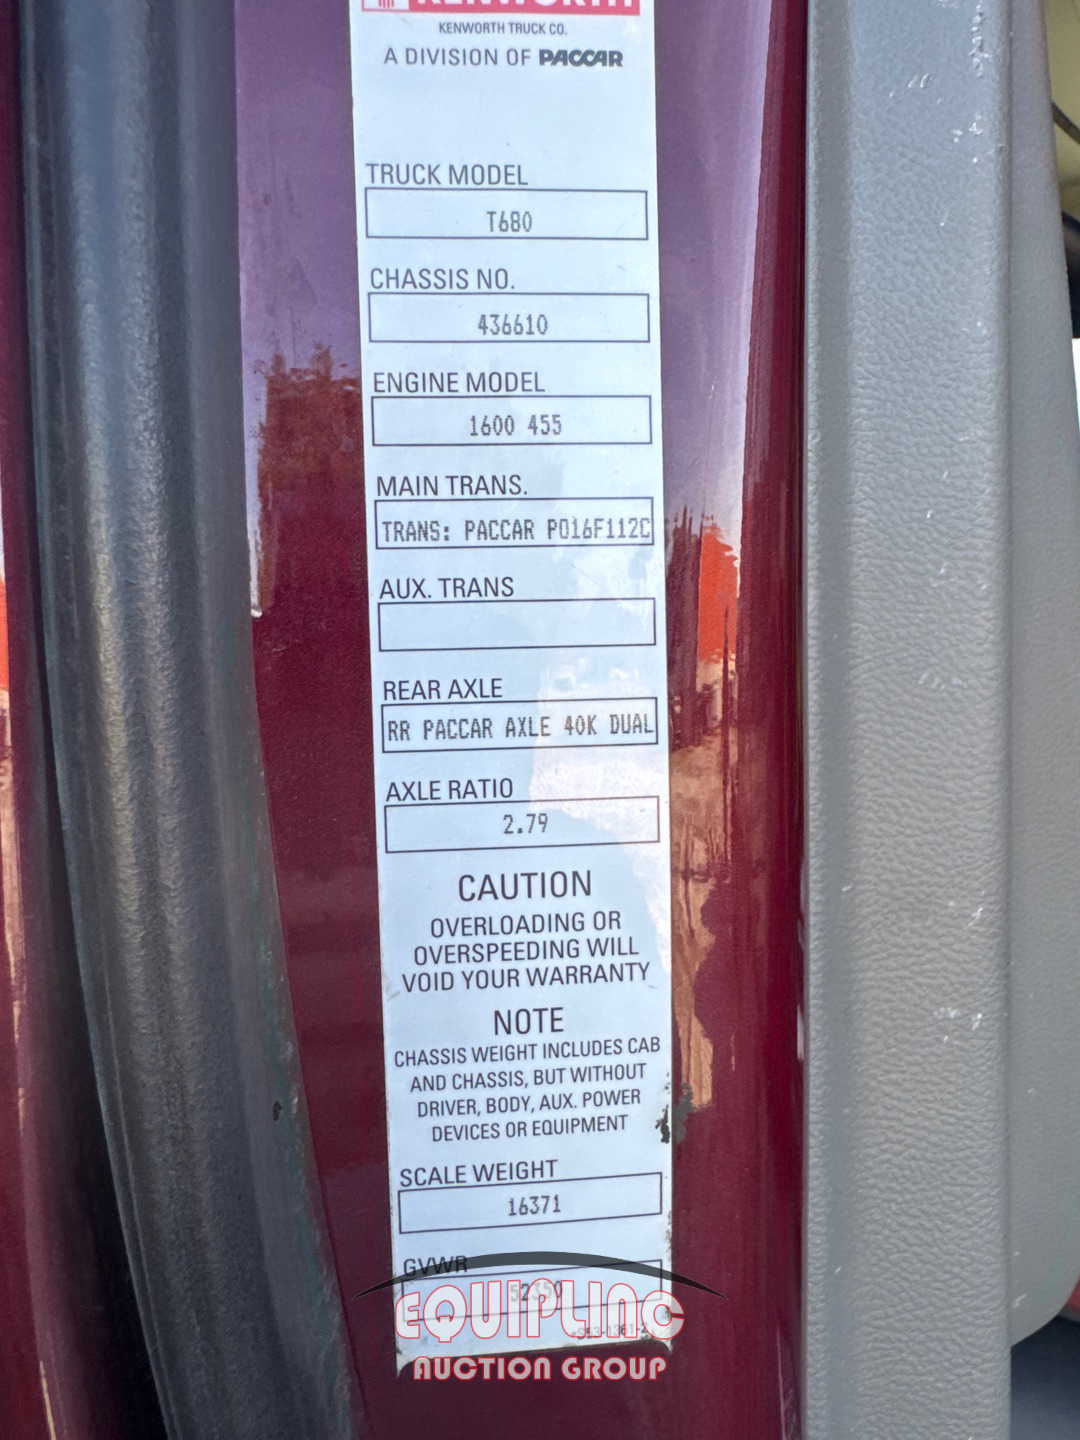 KENWORTH
KENWORTH TRUCK CO.
A DIVISION OF PACCAR
TRUCK MODEL
T680
CHASSIS NO.
436610
ENGINE MODEL
1600 455
MAIN TRANS.
TRANS: PACCAR PO16F112C
AUX. TRANS
REAR AXLE
RR PACCAR AXLE 40K DUAL
AXLE RATIO
2.79
CAUTION
OVERLOADING OR
OVERSPEEDING WILL
VOID YOUR WARRANTY
NOTE
CHASSIS WEIGHT INCLUDES CAB
AND CHASSIS, BUT WITHOUT
DRIVER, BODY, AUX. POWER
DEVICES OR EQUIPMENT
SCALE WEIGHT
16371
GVWR
52350
EQUIPLINC
AUCTION GROUP